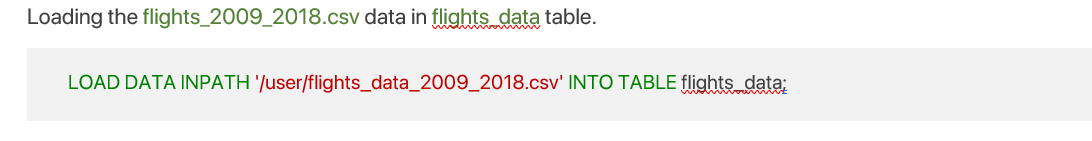 Loading the flights_2009_2018.csv data in flights_data table.
LOAD DATA INPATH '/user/flights_data_2009_2018.csv' INTO TABLE flights_data;